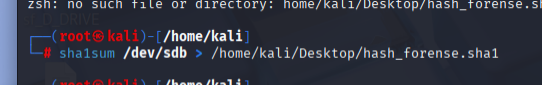 zsh: no such file or directory: home/kali/Desktop/hash_forense.s
┌──(root㉿kali)-[/home/kali]
└─# sha1sum /dev/sdb > /home/kali/Desktop/hash_forense.sha1
┌──(root㉿kali)-[/home/kali]